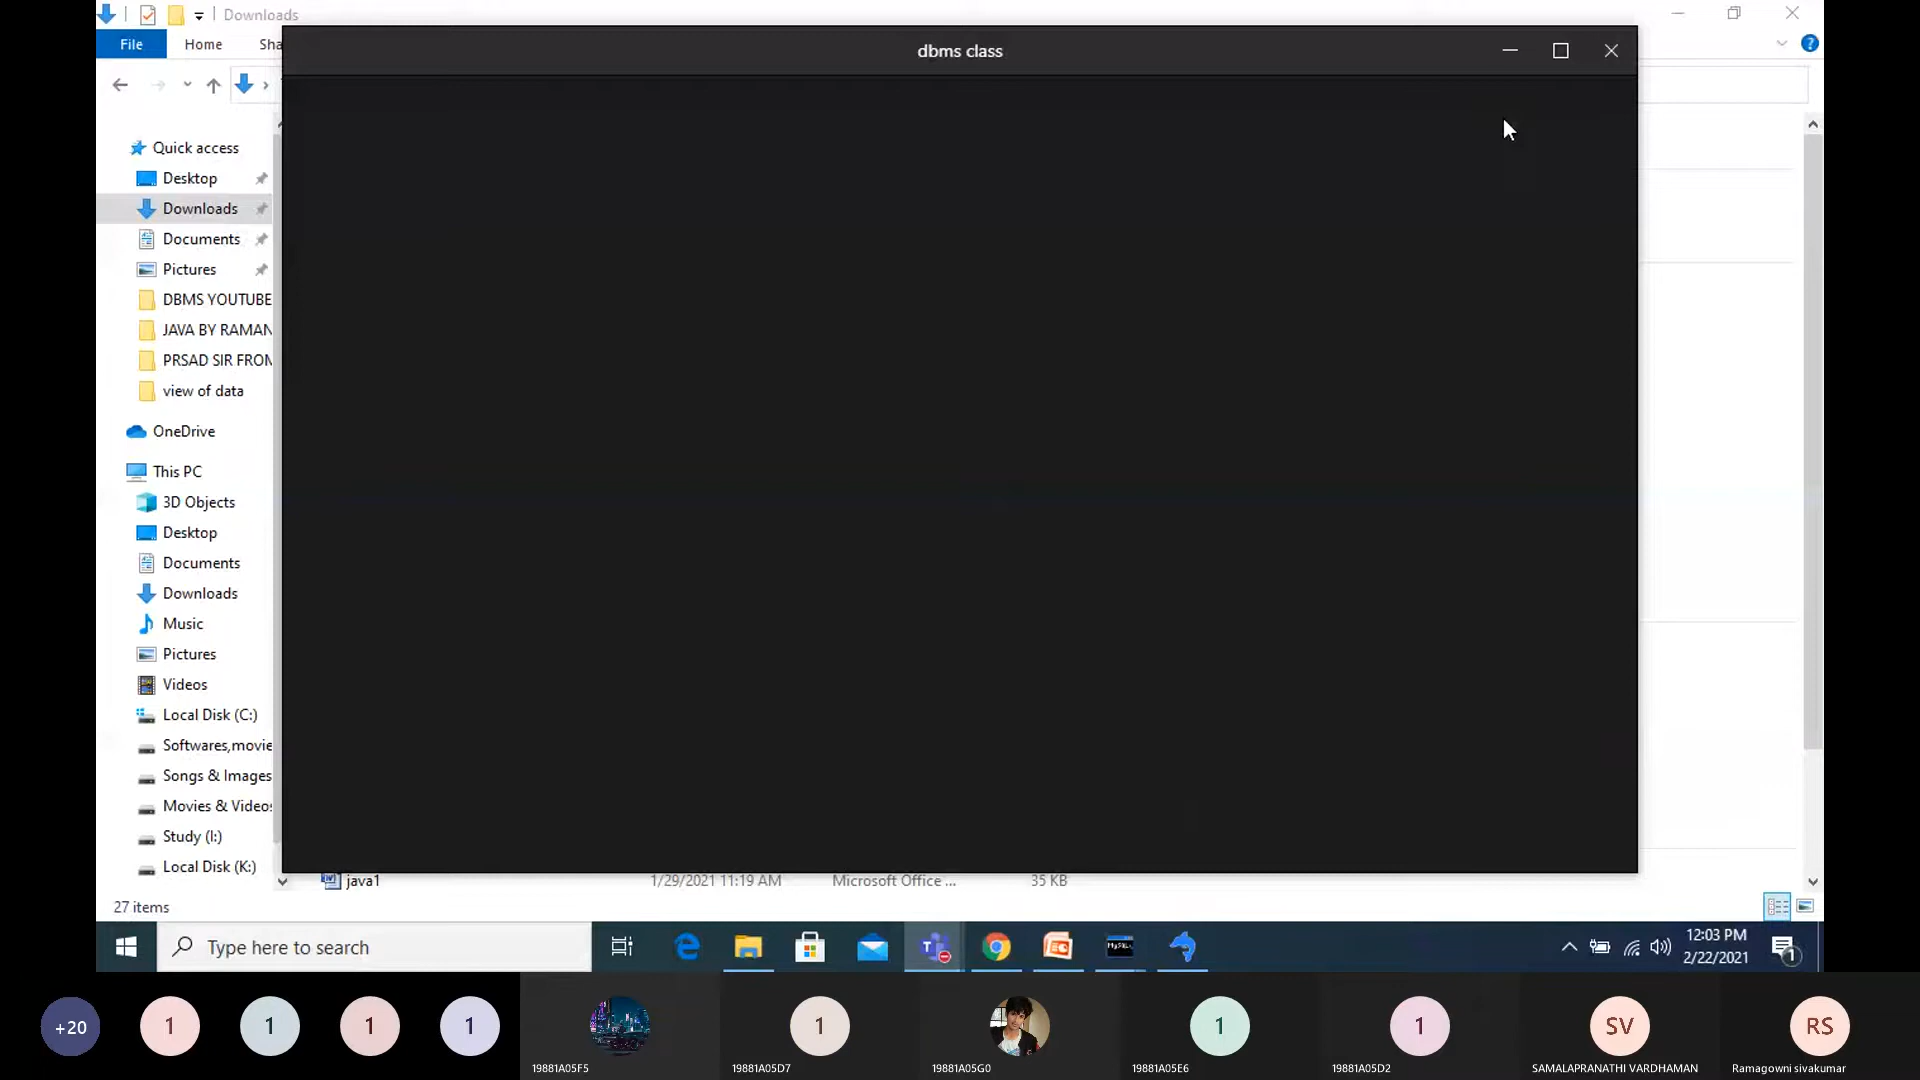 Downloads
File
Home
Sha
dbms class
Quick access
Desktop
Downloads
Documents
Pictures
DBMS YOUTUBE
JAVA BY RAMAN
PRSAD SIR FROM
view of data
OneDrive
This PC
3D Objects
Desktop
Documents
Downloads
Music
Pictures
Videos
Local Disk (C:)
Softwares,movie
Songs & Images
Movies & Videos
Study (I:)
Local Disk (K:)
java1 1/29/2021 11:19 AM Microsoft Office ... 35 KB
27 items
Type here to search
12:03 PM
2/22/2021
1
+20 1 1 1 1 1 1 1 SV RS
19881A05F5 19881A05D7 19881A05G0 19881A05E6 19881A05D2 SAMALAPRANATHI VARDHAMAN Ramagowni sivakumar